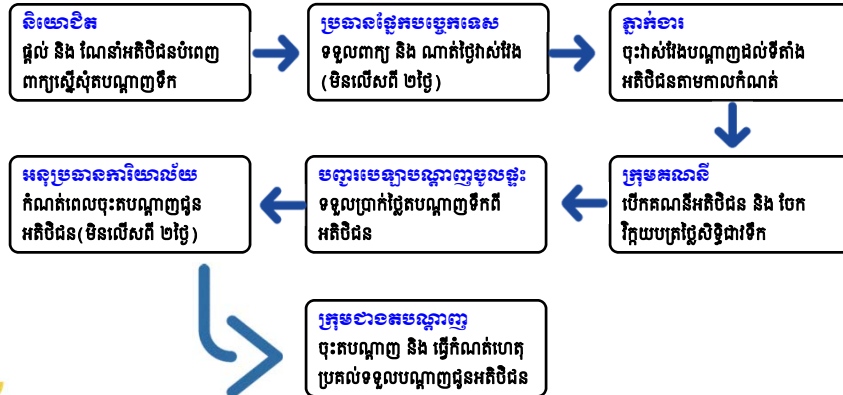 និយោជិត
ផ្ដល់ និង ណែនាំអតិថិជនបំពេញ
ពាក្យស្នើសុំតបណ្ដាញទឹក
ប្រធានផ្នែកបច្ចេកទេស
ទទួលពាក្យ និង ណាត់ថ្ងៃវាស់វែង
(មិនលើសពី ២ថ្ងៃ)
ភ្នាក់ងារ
ចុះវាស់វែងបណ្ដាញដល់ទីតាំង
អតិថិជនតាមកាលកំណត់
ក្រុមគណនី
បើកគណនីអតិថិជន និង ចែក
វិក្កយបត្រថ្លៃសិទ្ធិជាវទឹក
បញ្ជរបេឡាបណ្ដាញចូលផ្ទះ
ទទួលប្រាក់ថ្លៃតបណ្ដាញទឹកពី
អតិថិជន
អនុប្រធានការិយាល័យ
កំណត់ពេលចុះតបណ្ដាញជូន
អតិថិជន(មិនលើសពី ២ថ្ងៃ)
ក្រុមជាងតបណ្ដាញ
ចុះតបណ្ដាញ និង ធ្វើកំណត់ហេតុ
ប្រគល់ទទួលបណ្ដាញជូនអតិថិជន